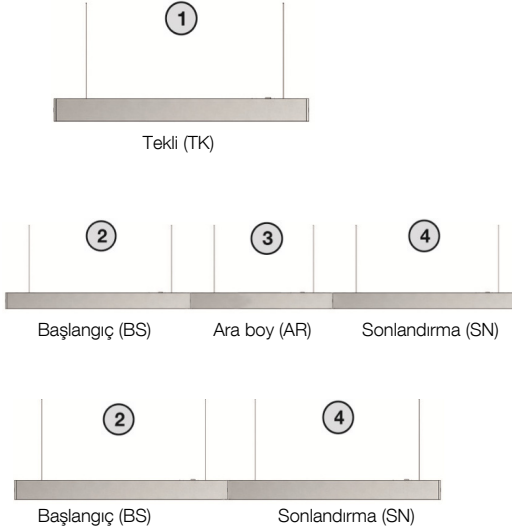 1
Tekli (TK)
2 3 4
Başlangıç (BS) Ara boy (AR) Sonlandırma (SN)
2 4
Başlangıç (BS) Sonlandırma (SN)